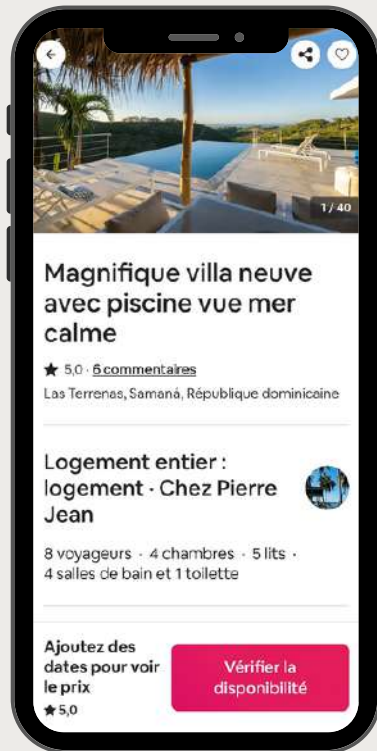 1 / 40
Magnifique villa neuve
avec piscine vue mer
calme
★ 5,0 · 6 commentaires
Las Terrenas, Samaná, République dominicaine
Logement entier :
logement · Chez Pierre
Jean
8 voyageurs · 4 chambres · 5 lits ·
4 salles de bain et 1 toilette
Ajoutez des
dates pour voir
le prix
★ 5,0
Vérifier la
disponibilité